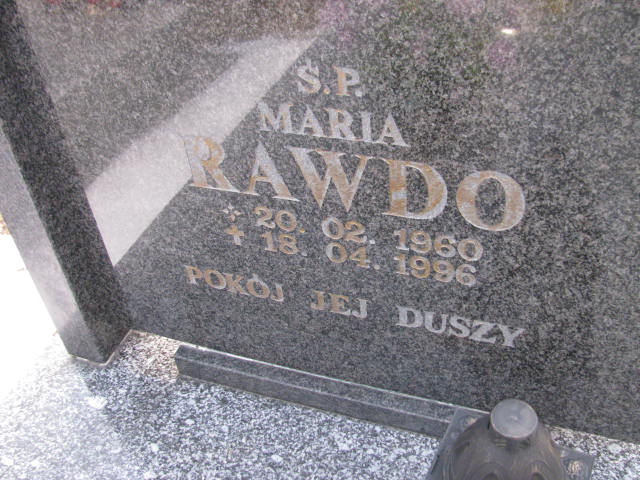 Ś.P.
MARIA
RAWDO
* 20. 02. 1960
✝ 18. 04. 1996
POKÓJ JEJ DUSZY